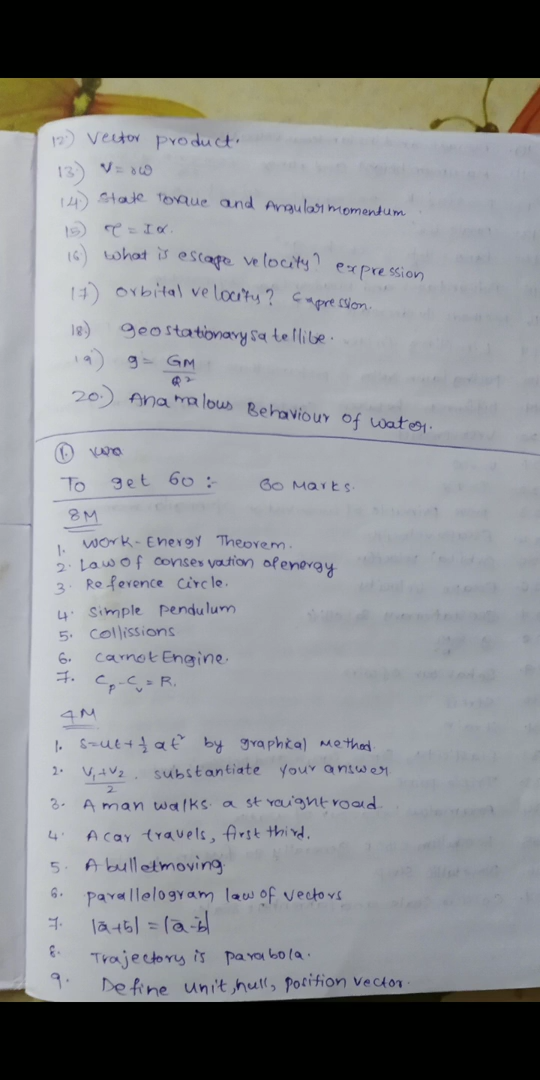 12) Vector product.
13) V = rω
14) State Torque and Angular momentum.
15) τ = Iα.
16) What is escape velocity? expression
17) orbital velocity? Expression.
18) geostationary satellite.
19) g = GM/R²
20.) Anamalous Behaviour of water.
1.
To get 60 :- 60 Marks.
8M
1. Work-Energy Theorem.
2. Law of conservation of energy
3. Reference circle.
4. Simple pendulum
5. Collissions
6. Carnot Engine.
7. Cp - Cv = R.
4M
1. s = ut + 1/2 at² by graphical Method.
2. V₁+V₂/2. substantiate your answer
3. A man walks a straight road
4. A car travels, first third.
5. A bullet moving
6. parallelogram law of vectors
7. |ā+b̄| = |ā-b̄|
8. Trajectory is parabola.
9. Define unit, null, position vector.